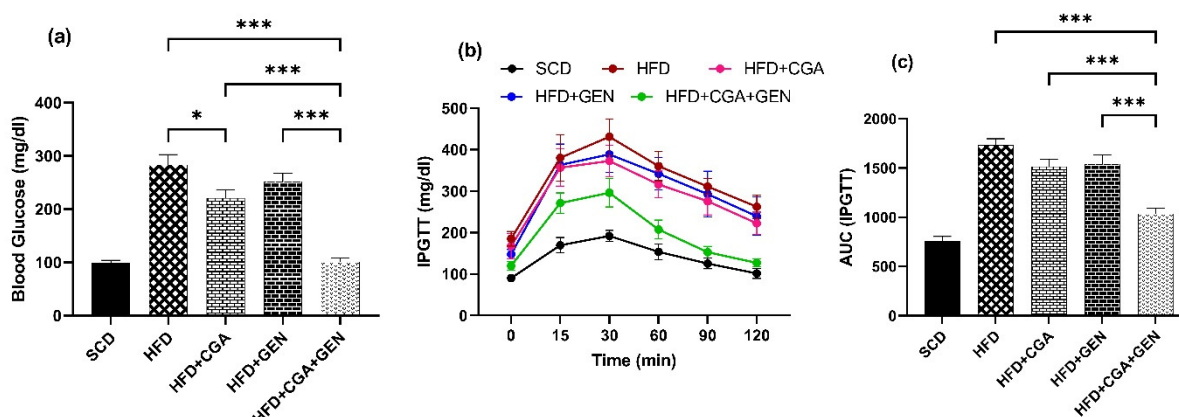 (a)
***
***
*
***
Blood Glucose (mg/dl)
400
300
200
100
0
SCD
HFD
HFD+CGA
HFD+GEN
HFD+CGA+GEN
(b)
SCD
HFD
HFD+CGA
HFD+GEN
HFD+CGA+GEN
IPGTT (mg/dl)
500
400
300
200
100
0
0 15 30 60 90 120
Time (min)
(c)
***
***
***
AUC (IPGTT)
2000
1500
1000
500
0
SCD
HFD
HFD+CGA
HFD+GEN
HFD+CGA+GEN